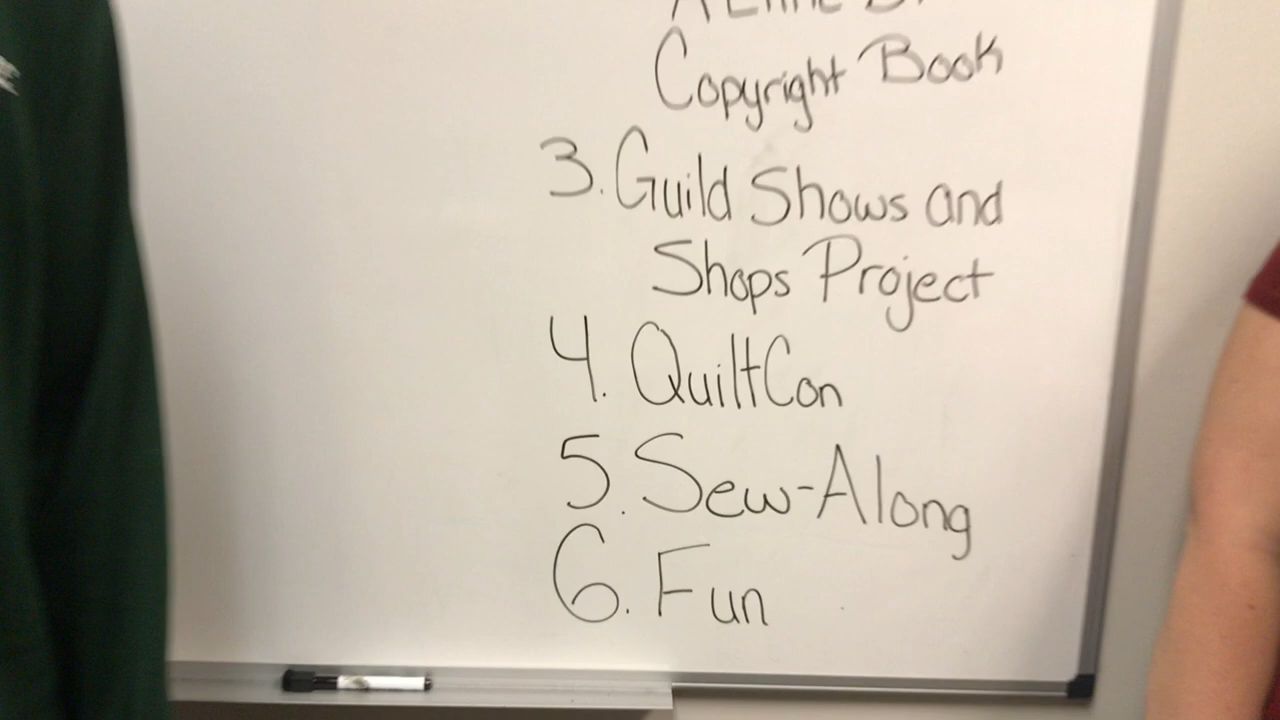 Copyright Book
3. Guild Shows and
Shops Project
4. QuiltCon
5. Sew-Along
6. Fun